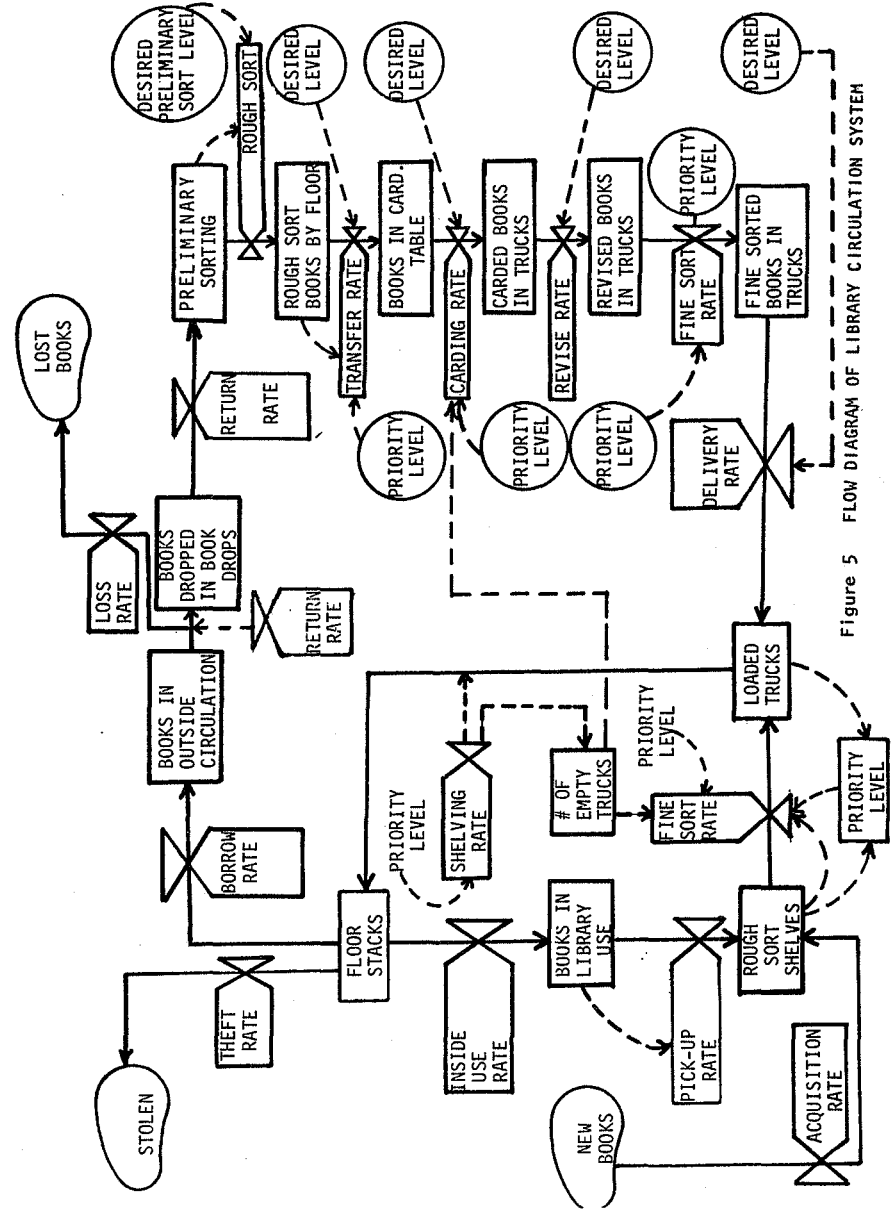 STOLEN
LOST
BOOKS
THEFT
RATE
BORROW
RATE
BOOKS IN
OUTSIDE
CIRCULATION
LOSS
RATE
RETURN
RATE
BOOKS
DROPPED
IN BOOK
DROPS
RETURN
RATE
PRELIMINARY
SORTING
DESIRED
PRELIMINARY
SORT LEVEL
ROUGH SORT
ROUGH SORT
BOOKS BY FLOOR
DESIRED
LEVEL
TRANSFER RATE
PRIORITY
LEVEL
BOOKS IN CARD.
TABLE
DESIRED
LEVEL
CARDING RATE
PRIORITY
LEVEL
CARDED BOOKS
IN TRUCKS
DESIRED
LEVEL
REVISE RATE
REVISED BOOKS
IN TRUCKS
PRIORITY
LEVEL
FINE SORT
RATE
PRIORITY
LEVEL
FINE SORTED
BOOKS IN
TRUCKS
DESIRED
LEVEL
DELIVERY
RATE
FLOOR
STACKS
PRIORITY
LEVEL
SHELVING
RATE
INSIDE
USE RATE
BOOKS IN
LIBRARY
USE
# OF
EMPTY
TRUCKS
PRIORITY
LEVEL
FINE
SORT RATE
PICK-UP
RATE
NEW
BOOKS
ACQUISITION
RATE
ROUGH
SORT
SHELVES
LOADED
TRUCKS
PRIORITY
LEVEL
Figure 5 FLOW DIAGRAM OF LIBRARY CIRCULATION SYSTEM